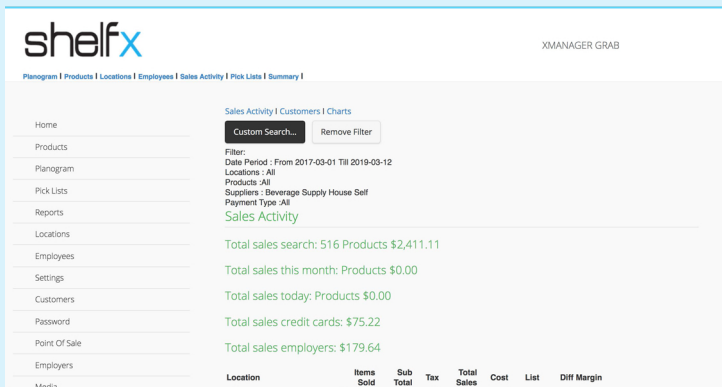 shelfx
XMANAGER GRAB
Planogram I Products I Locations I Employees I Sales Activity I Pick Lists I Summary I
Home
Products
Planogram
Pick Lists
Reports
Locations
Employees
Settings
Customers
Password
Point Of Sale
Employers
Media
Sales Activity I Customers I Charts
Custom Search... Remove Filter
Filter:
Date Period : From 2017-03-01 Till 2019-03-12
Locations : All
Products :All
Suppliers : Beverage Supply House Self
Payment Type :All
Sales Activity
Total sales search: 516 Products $2,411.11
Total sales this month: Products $0.00
Total sales today: Products $0.00
Total sales credit cards: $75.22
Total sales employers: $179.64
Location Items Sold Sub Total Tax Total Sales Cost List Diff Margin